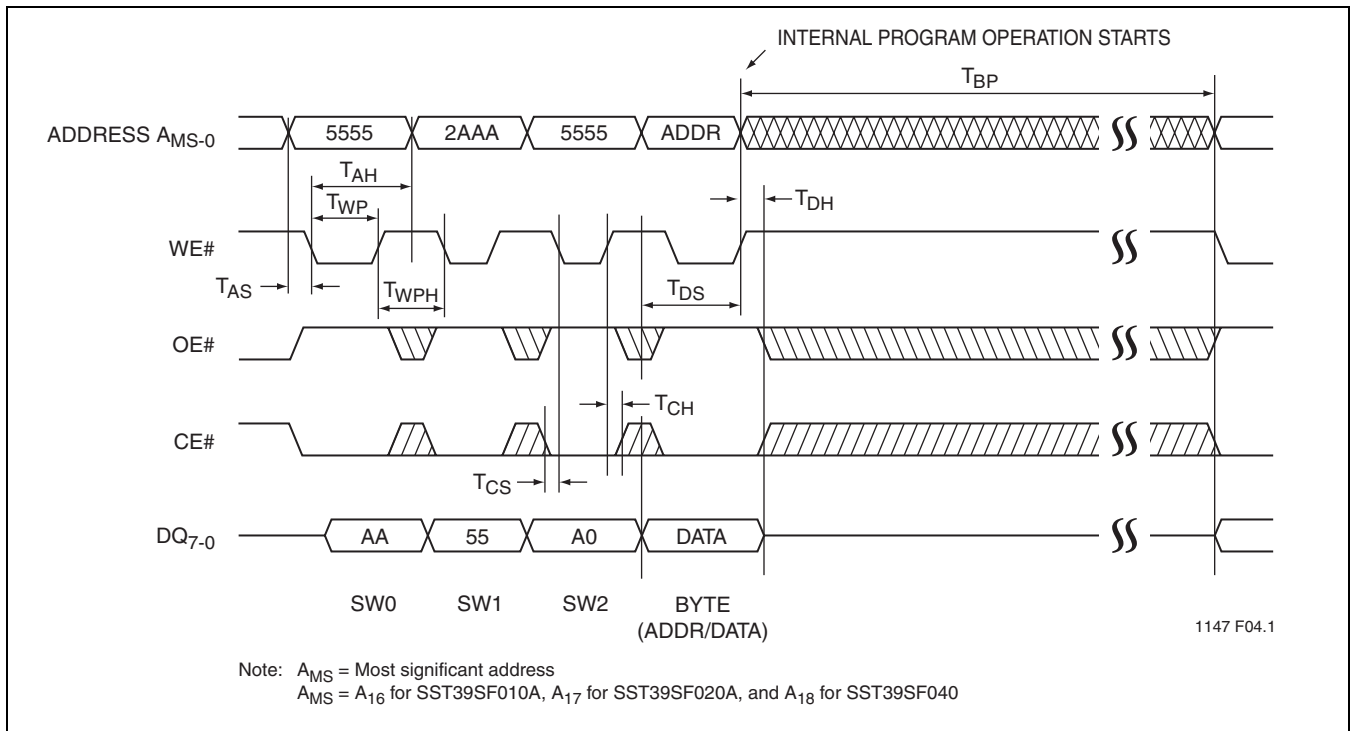 INTERNAL PROGRAM OPERATION STARTS
TBP
ADDRESS AMS-0
5555 2AAA 5555 ADDR
TAH
TWP
TDH
WE#
TAS
TWPH
TDS
OE#
TCH
CE#
TCS
DQ7-0
AA 55 A0 DATA
SW0 SW1 SW2 BYTE
(ADDR/DATA)
1147 F04.1
Note: AMS = Most significant address
AMS = A16 for SST39SF010A, A17 for SST39SF020A, and A18 for SST39SF040